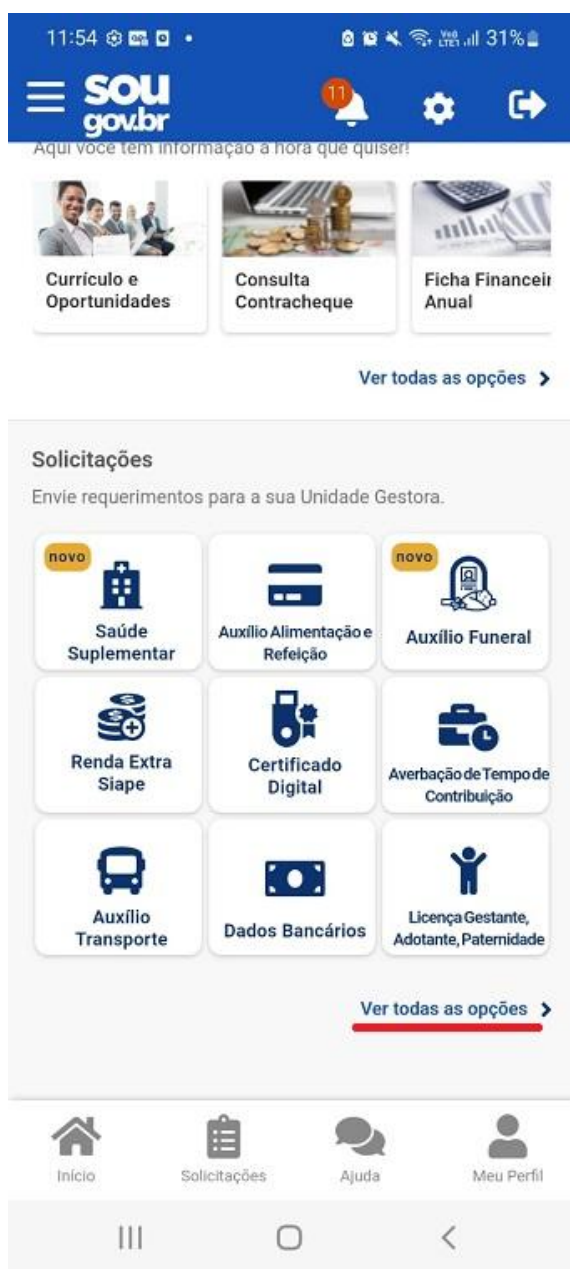 11:54
31%
sou
gov.br
11
Aqui você tem informação a hora que quiser!
Currículo e
Oportunidades
Consulta
Contracheque
Ficha Financeir
Anual
Ver todas as opções
Solicitações
Envie requerimentos para a sua Unidade Gestora.
novo
Saúde
Suplementar
Auxílio Alimentação e
Refeição
novo
Auxílio Funeral
Renda Extra
Siape
Certificado
Digital
Averbação de Tempo de
Contribuição
Auxílio
Transporte
Dados Bancários
Licença Gestante,
Adotante, Paternidade
Ver todas as opções
Início
Solicitações
Ajuda
Meu Perfil